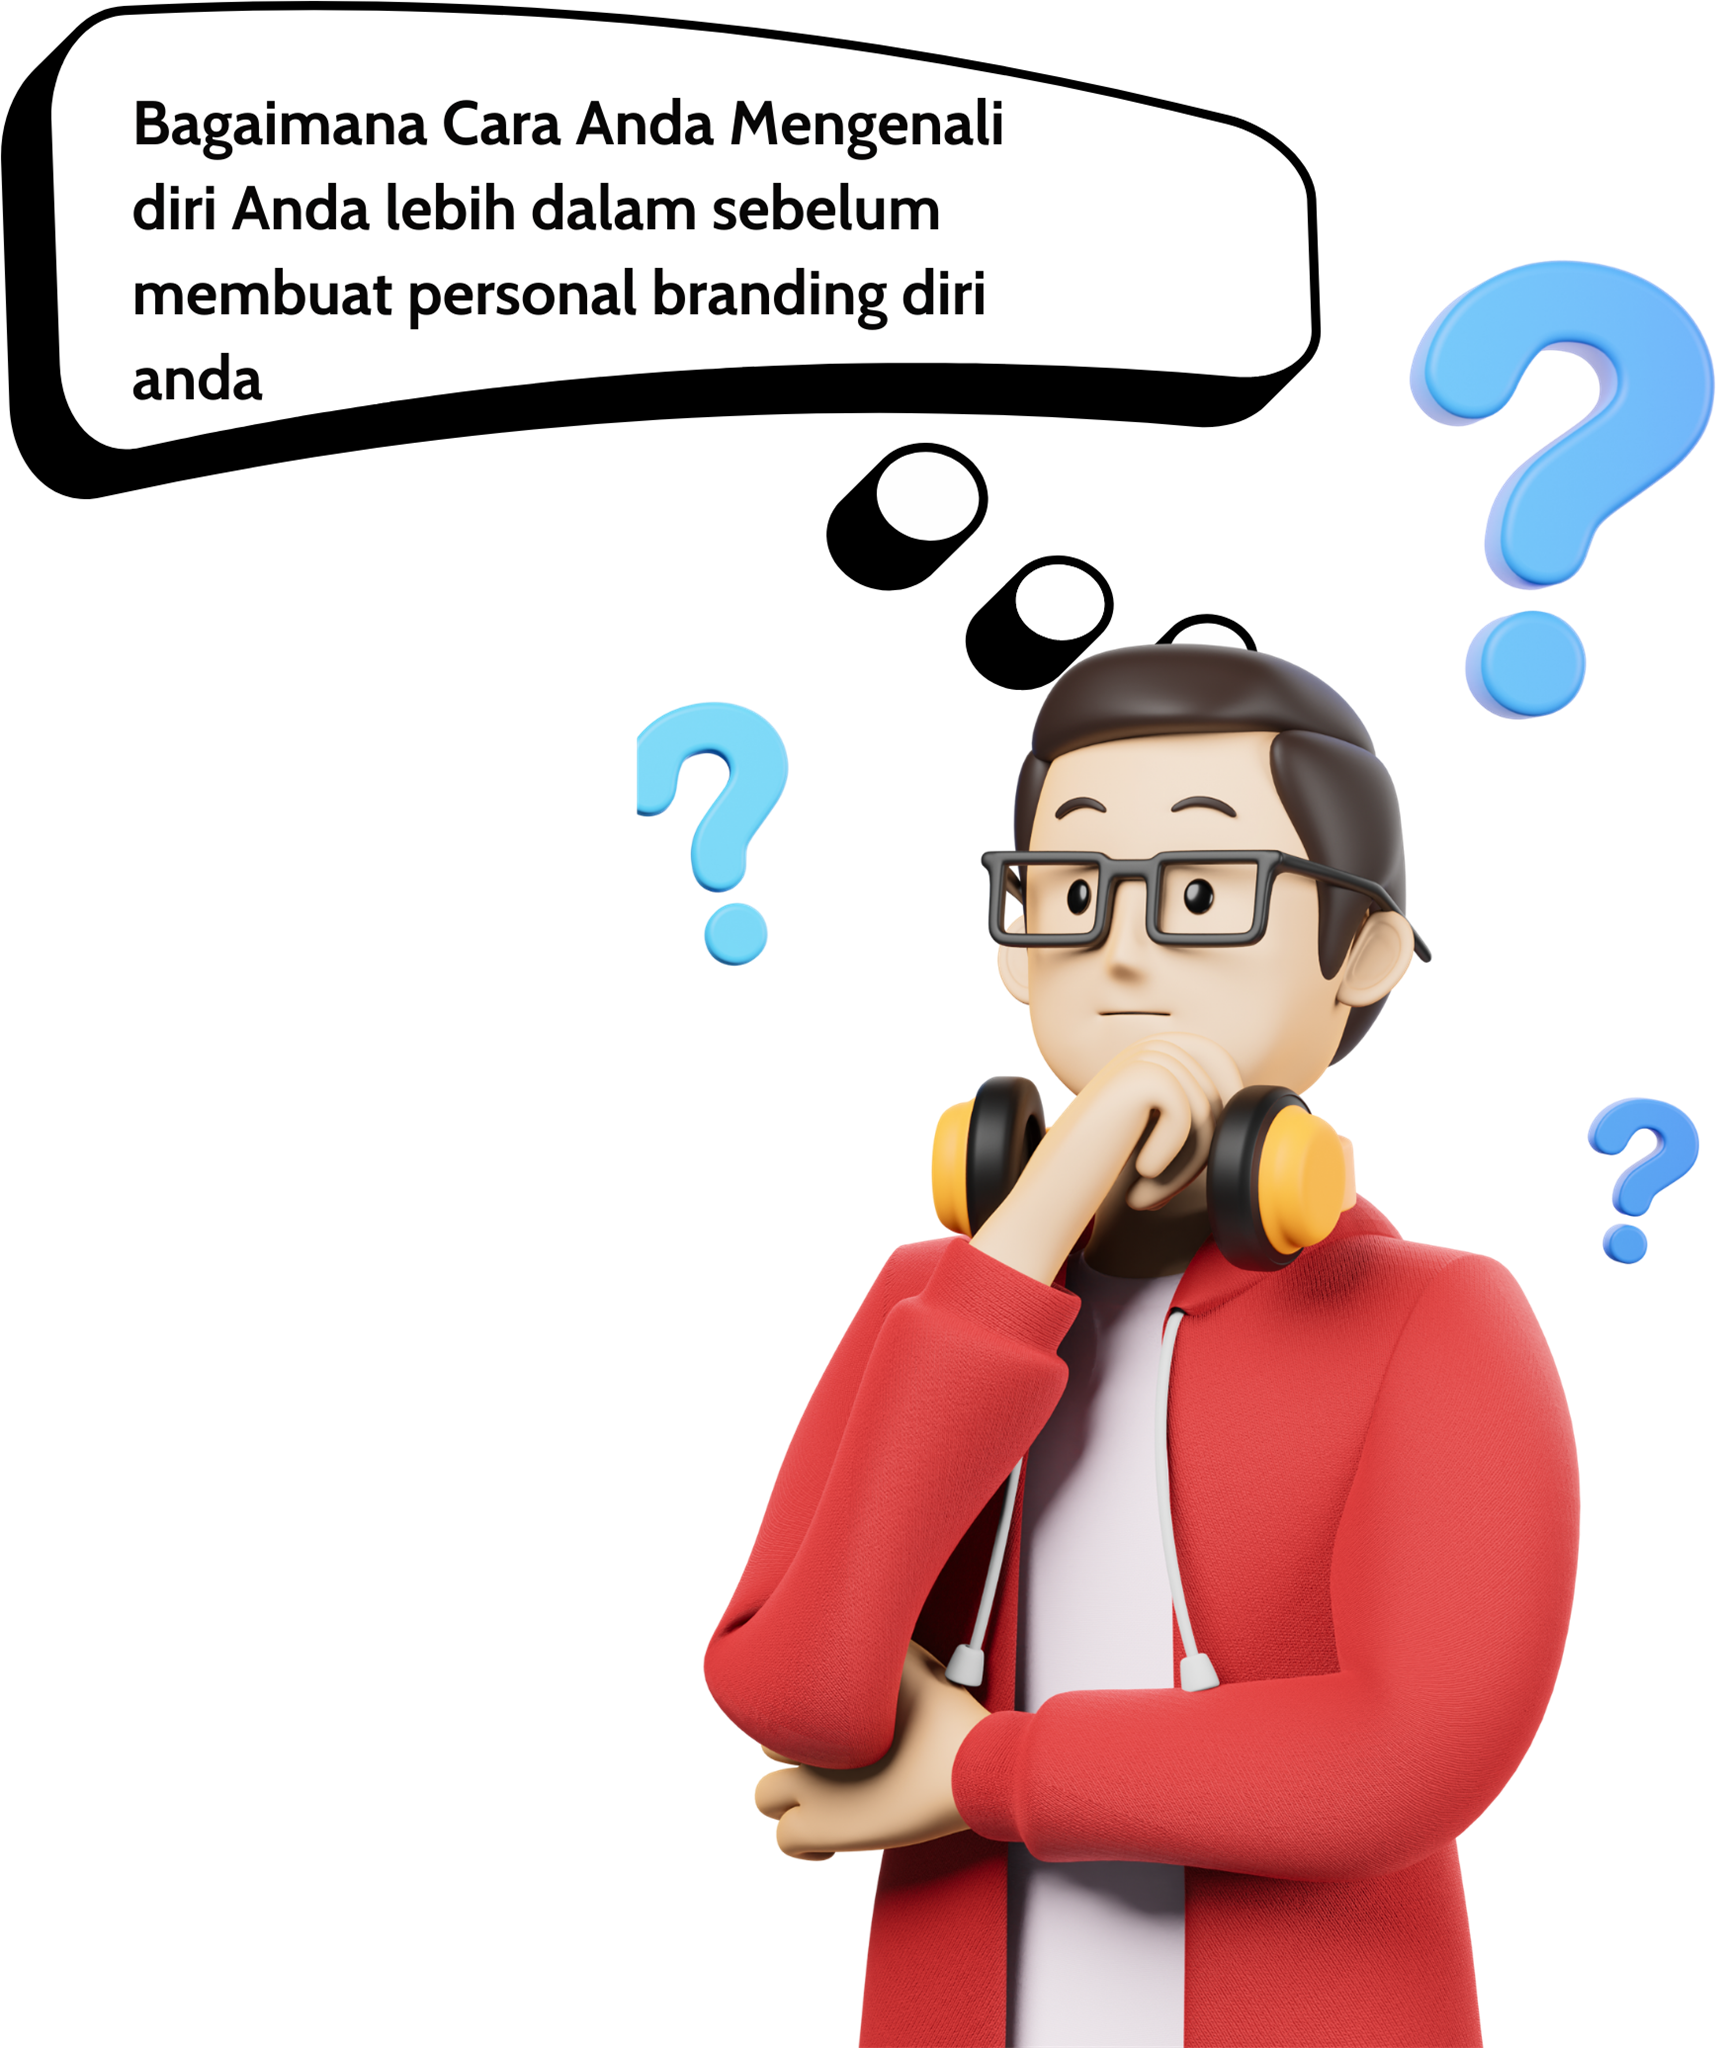 Bagaimana Cara Anda Mengenali
diri Anda lebih dalam sebelum
membuat personal branding diri
anda